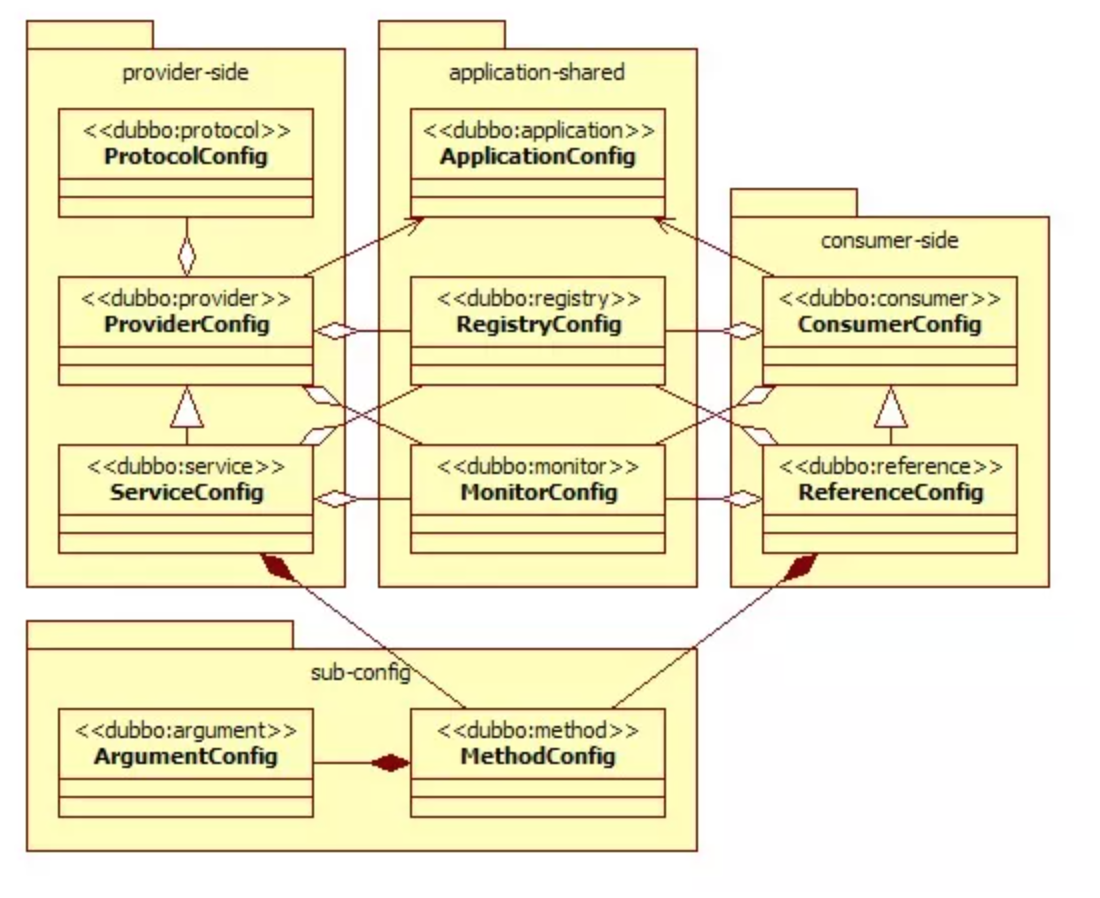 provider-side
<<dubbo:protocol>>
ProtocolConfig
<<dubbo:provider>>
ProviderConfig
<<dubbo:service>>
ServiceConfig
application-shared
<<dubbo:application>>
ApplicationConfig
<<dubbo:registry>>
RegistryConfig
<<dubbo:monitor>>
MonitorConfig
consumer-side
<<dubbo:consumer>>
ConsumerConfig
<<dubbo:reference>>
ReferenceConfig
sub-config
<<dubbo:argument>>
ArgumentConfig
<<dubbo:method>>
MethodConfig